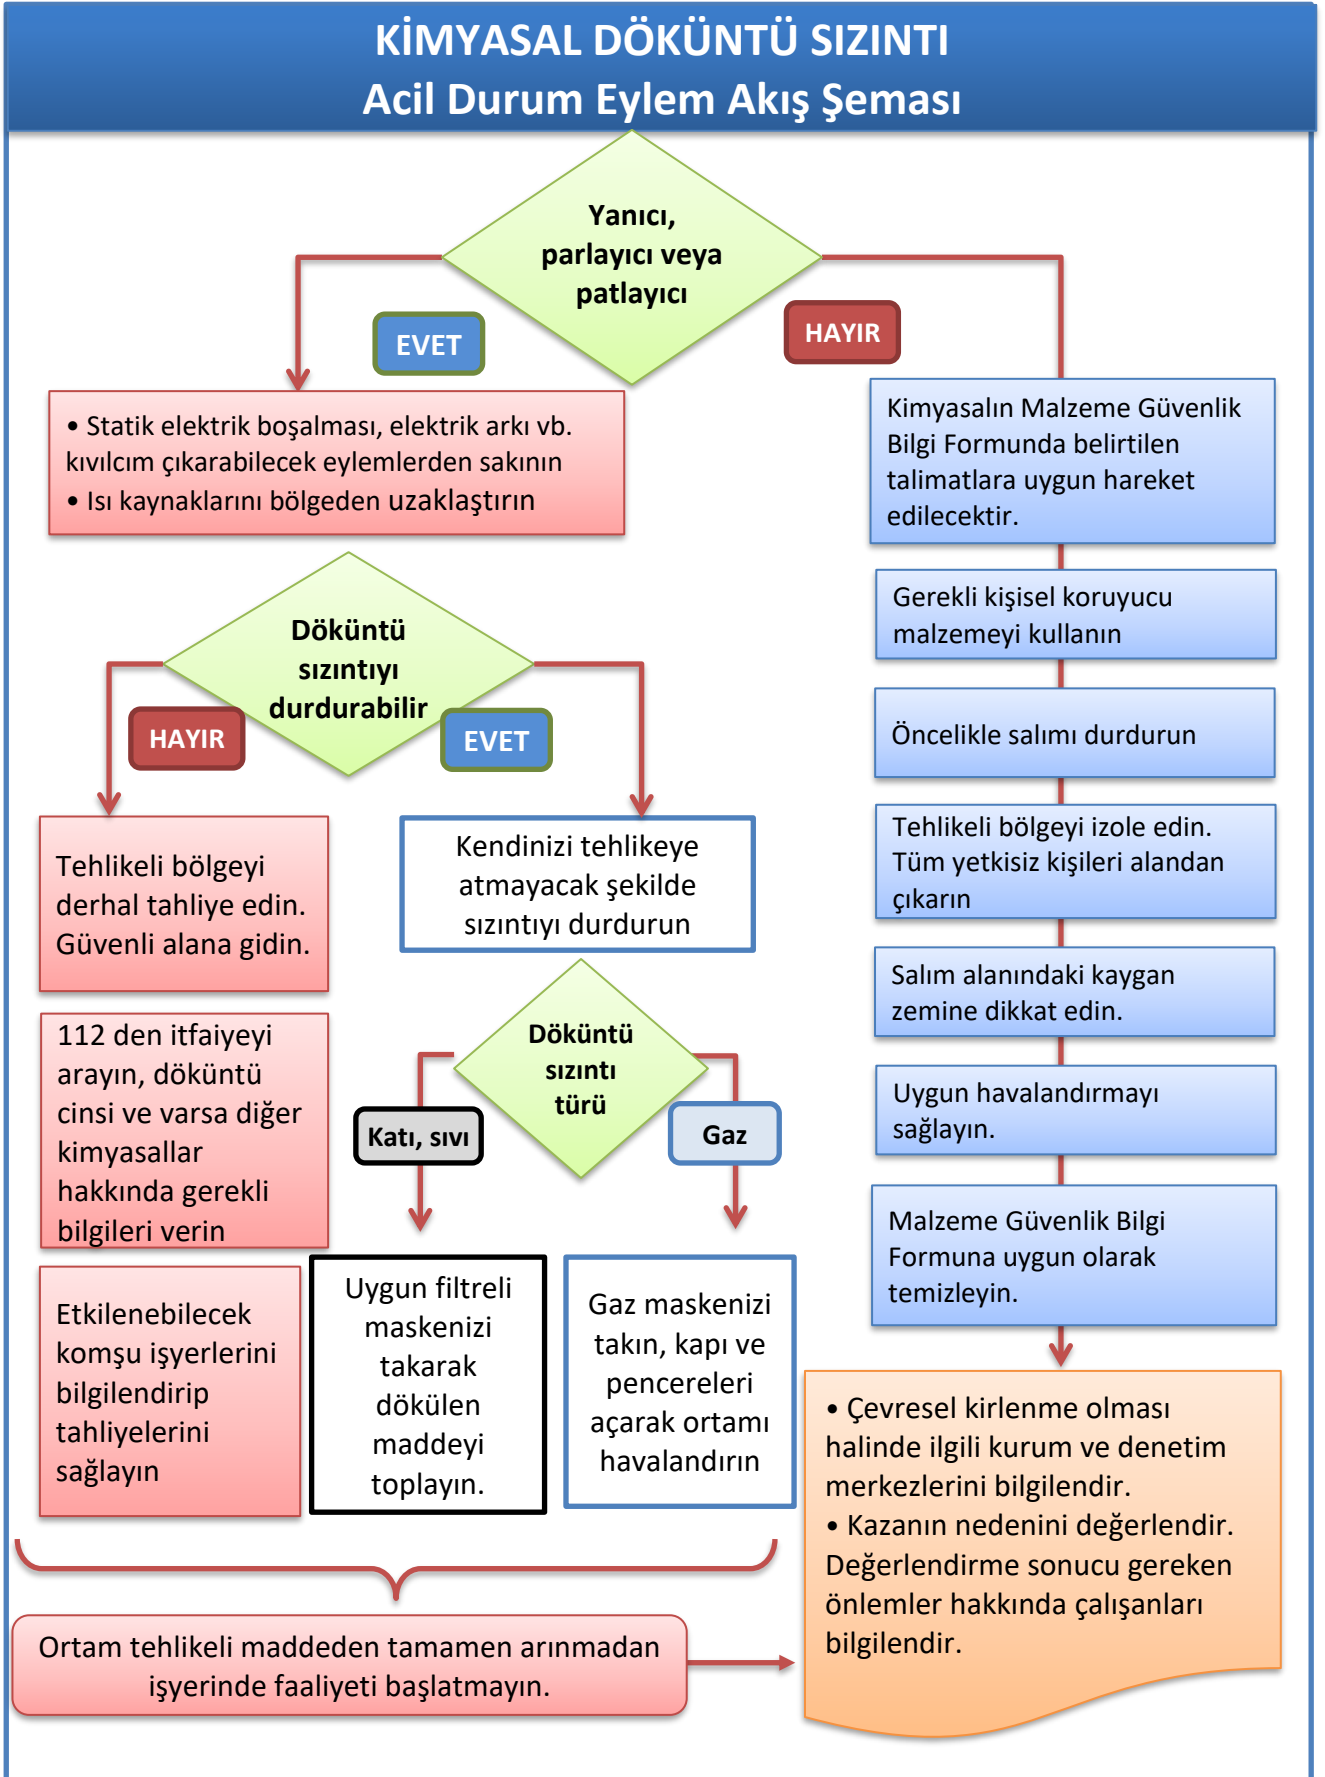 KİMYASAL DÖKÜNTÜ SIZINTI
Acil Durum Eylem Akış Şeması
Yanıcı,
parlayıcı veya
patlayıcı
EVET
HAYIR
• Statik elektrik boşalması, elektrik arkı vb.
kıvılcım çıkarabilecek eylemlerden sakının
• Isı kaynaklarını bölgeden uzaklaştırın
Döküntü
sızıntıyı
durdurabilir
HAYIR
EVET
Tehlikeli bölgeyi
derhal tahliye edin.
Güvenli alana gidin.
112 den itfaiyeyi
arayın, döküntü
cinsi ve varsa diğer
kimyasallar
hakkında gerekli
bilgileri verin
Etkilenebilecek
komşu işyerlerini
bilgilendirip
tahliyelerini
sağlayın
Kendinizi tehlikeye
atmayacak şekilde
sızıntıyı durdurun
Döküntü
sızıntı
türü
Katı, sıvı
Gaz
Uygun filtreli
maskenizi
takarak
dökülen
maddeyi
toplayın.
Gaz maskenizi
takın, kapı ve
pencereleri
açarak ortamı
havalandırın
Ortam tehlikeli maddeden tamamen arınmadan
işyerinde faaliyeti başlatmayın.
Kimyasalın Malzeme Güvenlik
Bilgi Formunda belirtilen
talimatlara uygun hareket
edilecektir.
Gerekli kişisel koruyucu
malzemeyi kullanın
Öncelikle salımı durdurun
Tehlikeli bölgeyi izole edin.
Tüm yetkisiz kişileri alandan
çıkarın
Salım alanındaki kaygan
zemine dikkat edin.
Uygun havalandırmayı
sağlayın.
Malzeme Güvenlik Bilgi
Formuna uygun olarak
temizleyin.
• Çevresel kirlenme olması
halinde ilgili kurum ve denetim
merkezlerini bilgilendir.
• Kazanın nedenini değerlendir.
Değerlendirme sonucu gereken
önlemler hakkında çalışanları
bilgilendir.